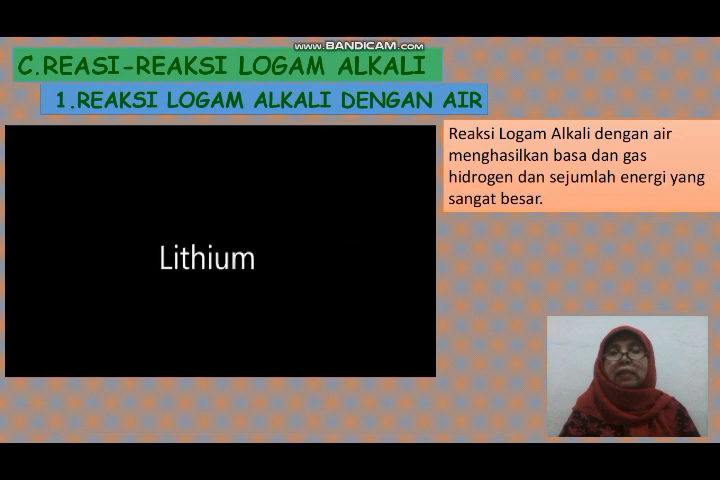 WWW.BANDICAM.COM
C.REASI-REAKSI LOGAM ALKALI
1.REAKSI LOGAM ALKALI DENGAN AIR
Lithium
Reaksi Logam Alkali dengan air
menghasilkan basa dan gas
hidrogen dan sejumlah energi yang
sangat besar.